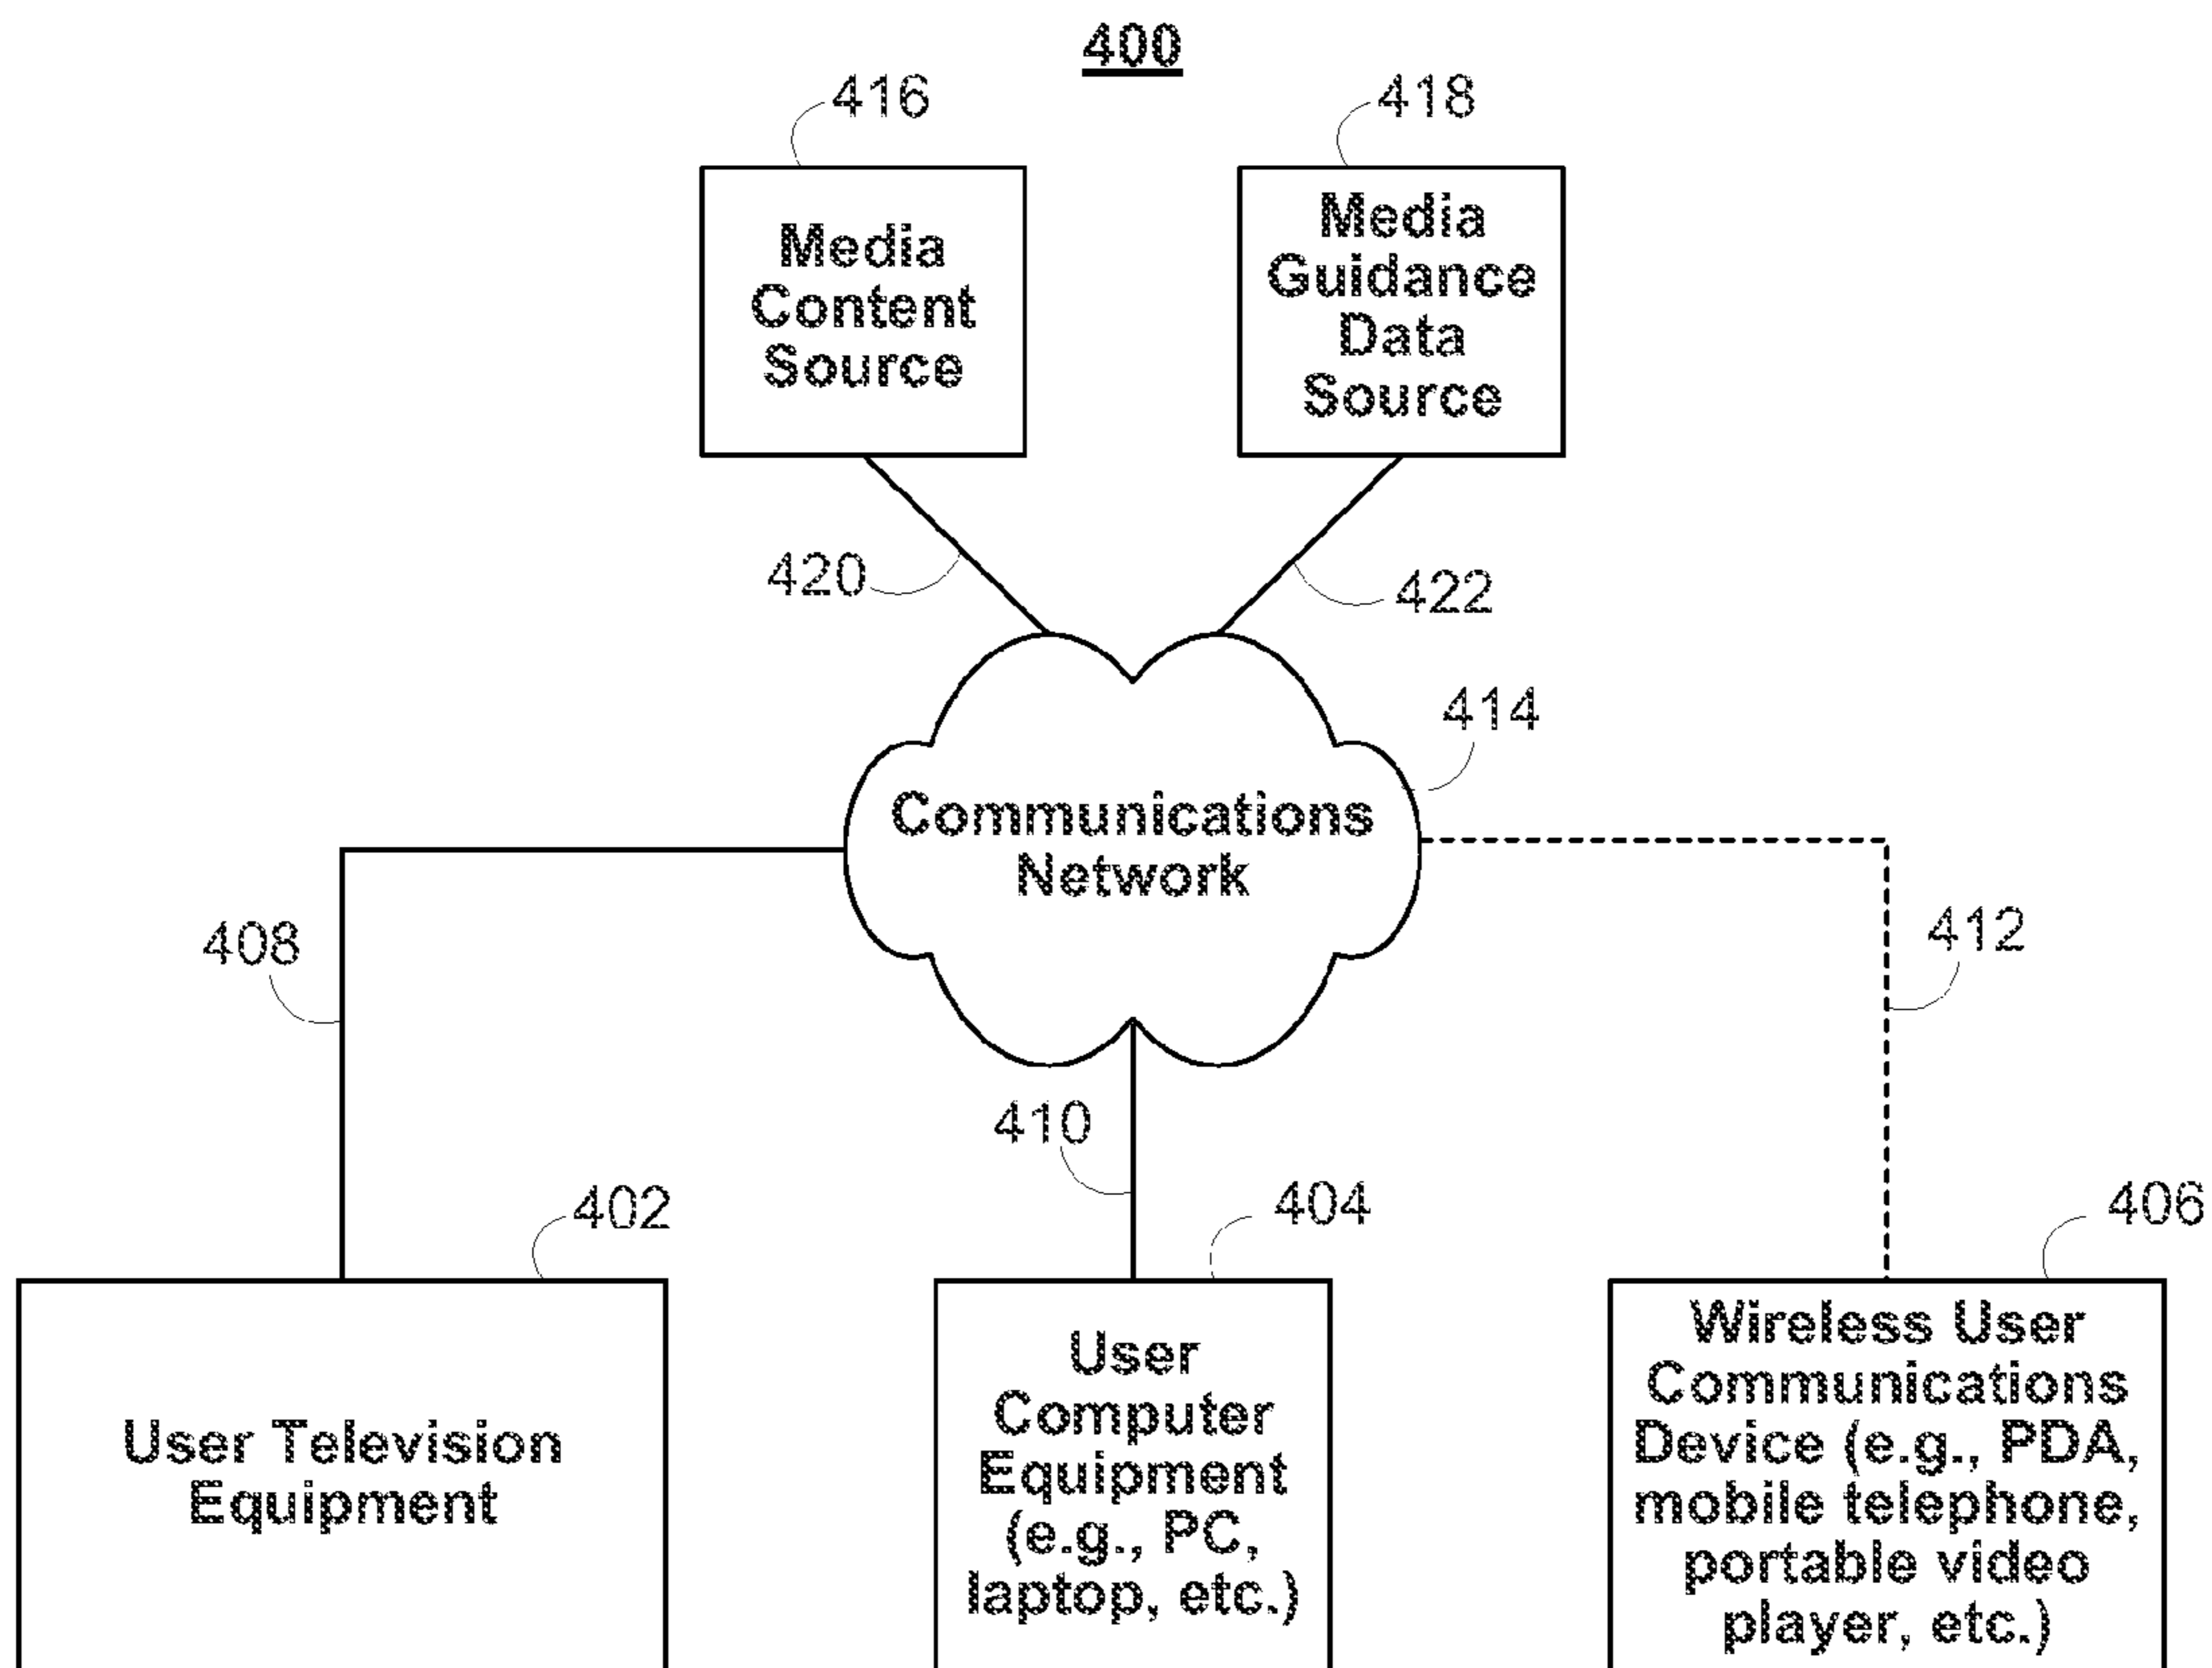 400
416
418
Media
Content
Source
Media
Guidance
Data
Source
420
422
414
Communications
Network
408
412
410
402
404
406
User Television
Equipment
User
Computer
Equipment
(e.g., PC,
laptop, etc.)
Wireless User
Communications
Device (e.g., PDA,
mobile telephone,
portable video
player, etc.)